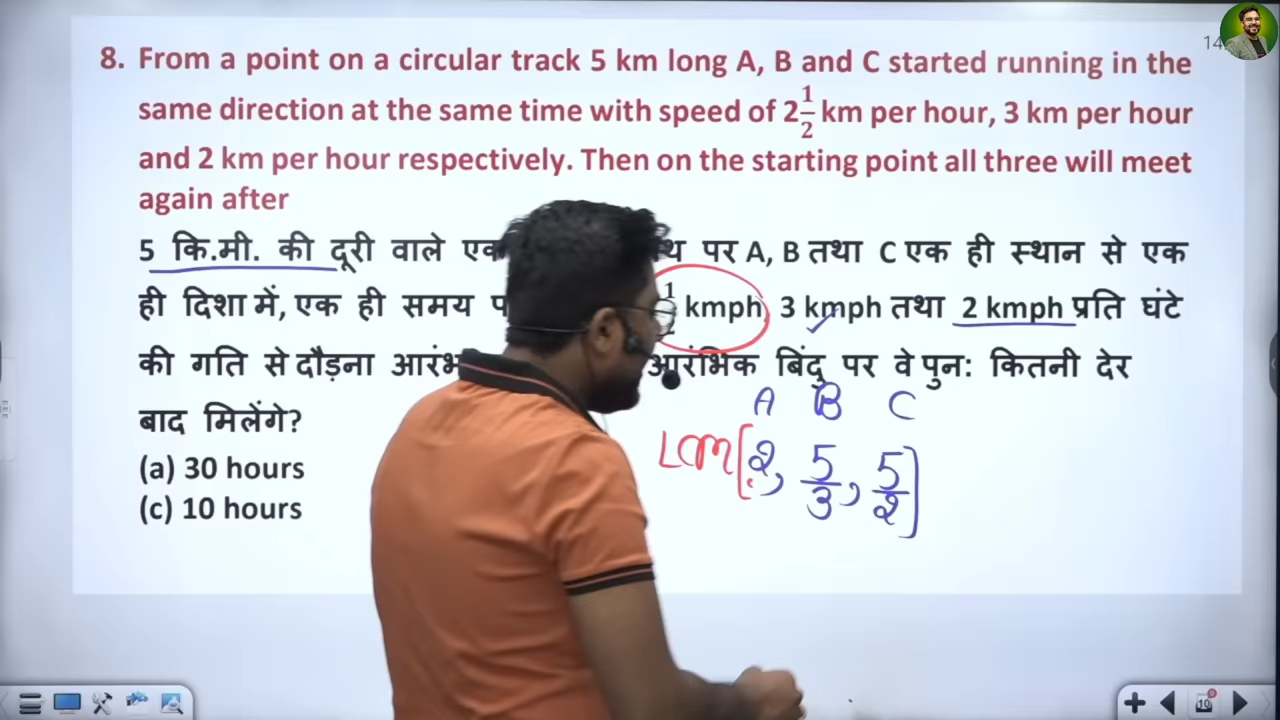 14
8. From a point on a circular track 5 km long A, B and C started running in the
same direction at the same time with speed of 2 1/2 km per hour, 3 km per hour
and 2 km per hour respectively. Then on the starting point all three will meet
again after
5 कि.मी. की दूरी वाले एक पर A, B तथा C एक ही स्थान से एक
ही दिशा में, एक ही समय 1 kmph, 3 kmph तथा 2 kmph प्रति घंटे
की गति से दौड़ना आरंभिक बिंदु पर वे पुन: कितनी देर
बाद मिलेंगे?
A B C
LCM[2, 5/3, 5/2]
(a) 30 hours
(c) 10 hours